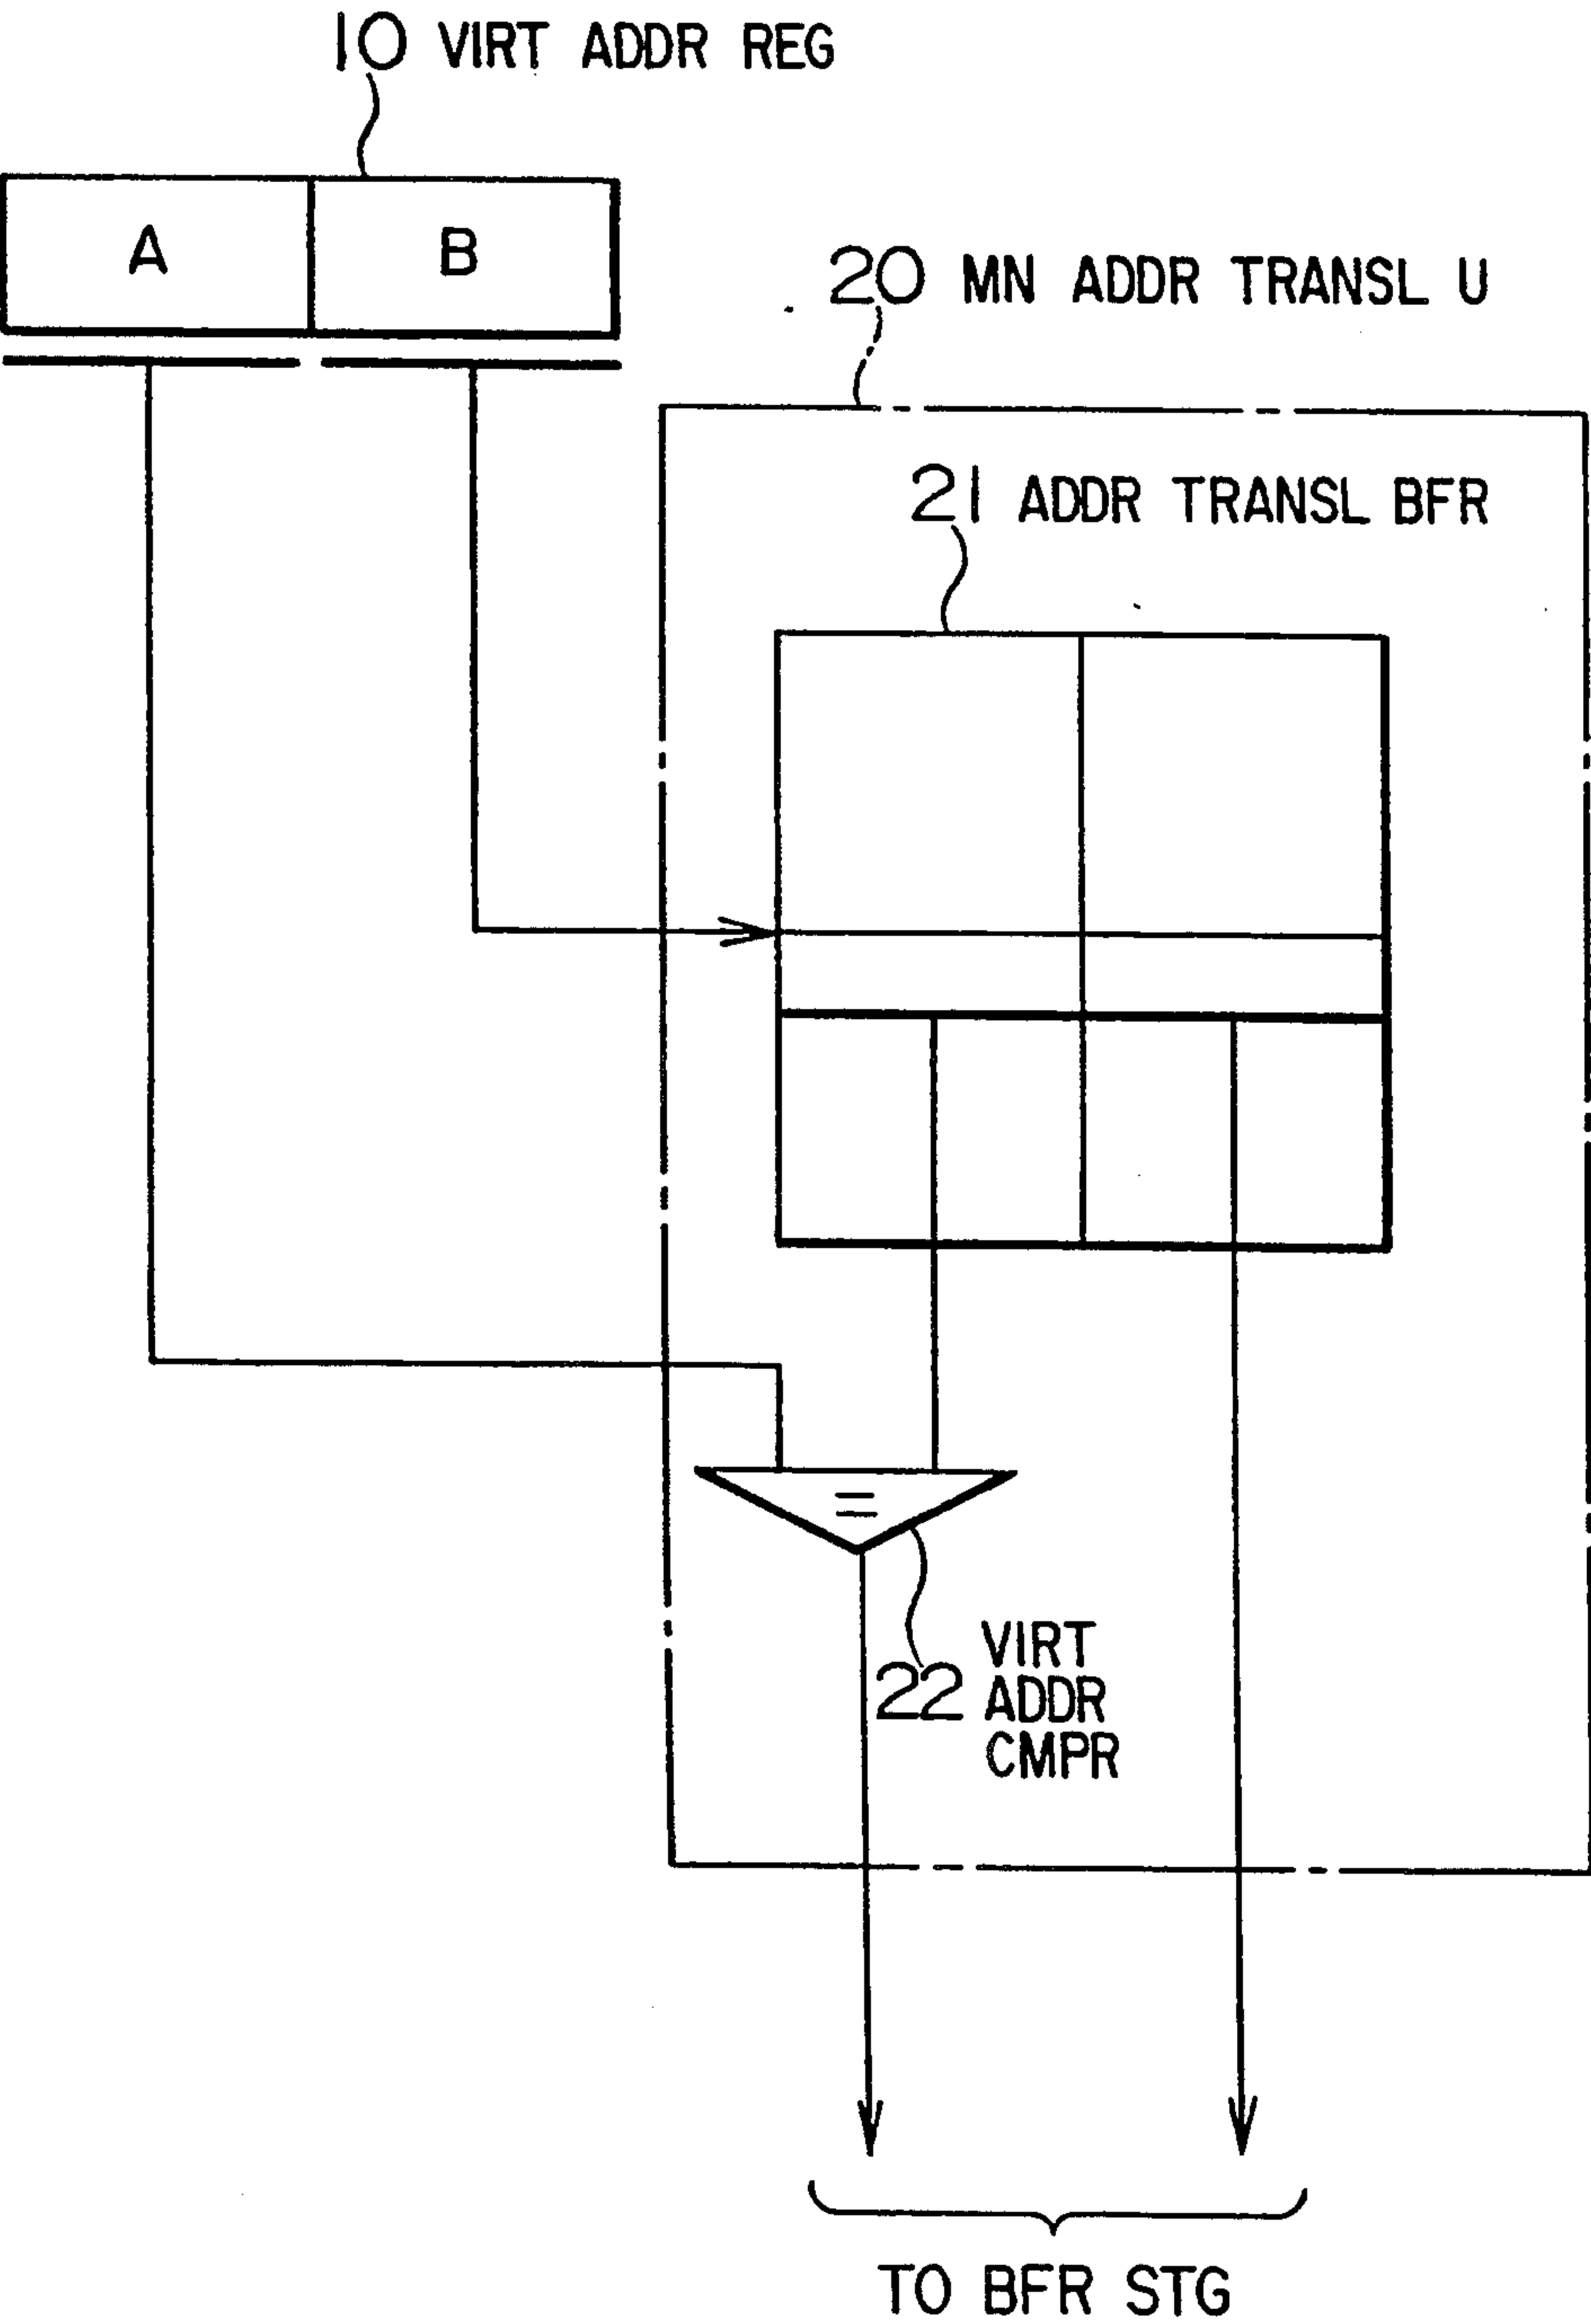 10 VIRT ADDR REG
A
B
20 MN ADDR TRANSL U
21 ADDR TRANSL BFR
=
22 VIRT
ADDR
CMPR
TO BFR STG